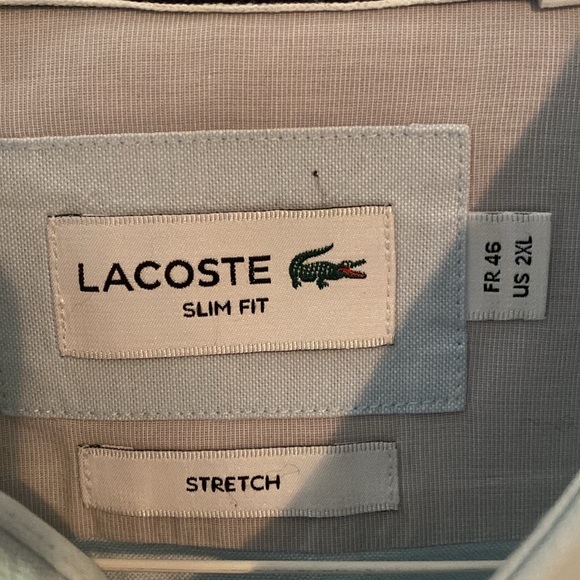 LACOSTE
SLIM FIT
FR 46
US 2XL
STRETCH